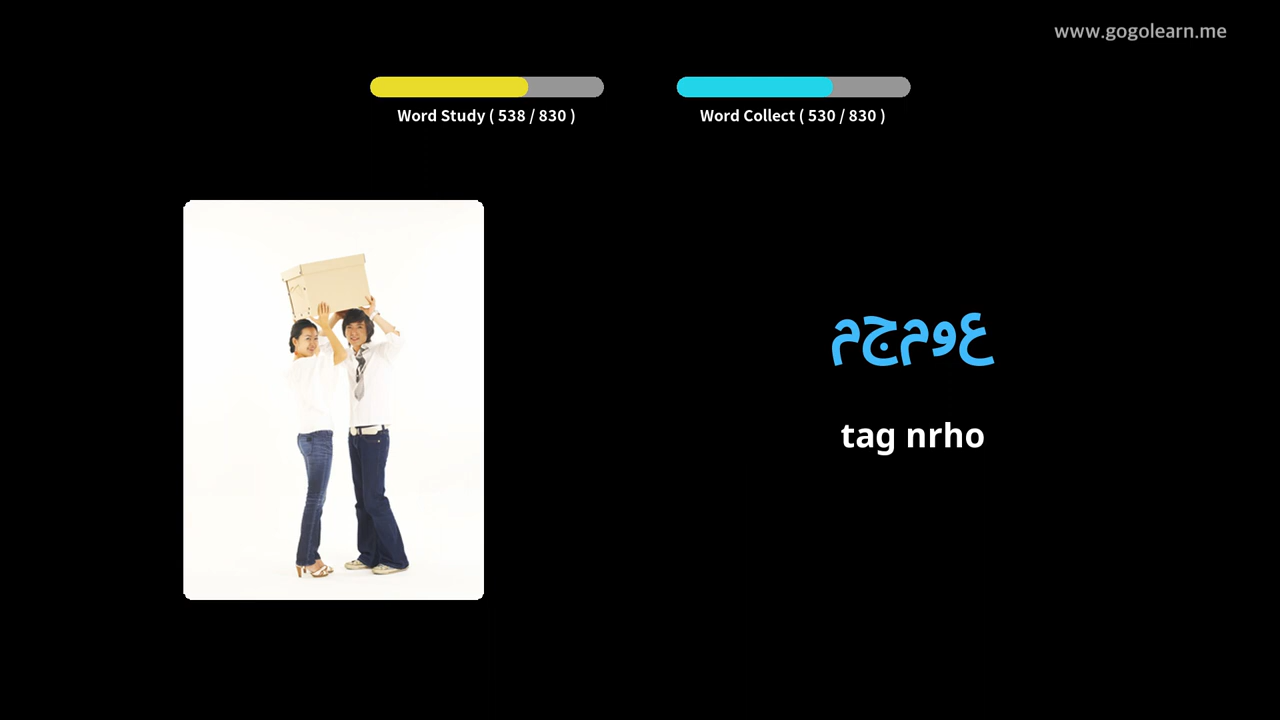 www.gogolearn.me
Word Study ( 538 / 830 )
Word Collect ( 530 / 830 )
ع‌و‌م‌ج‌م
tag nrho